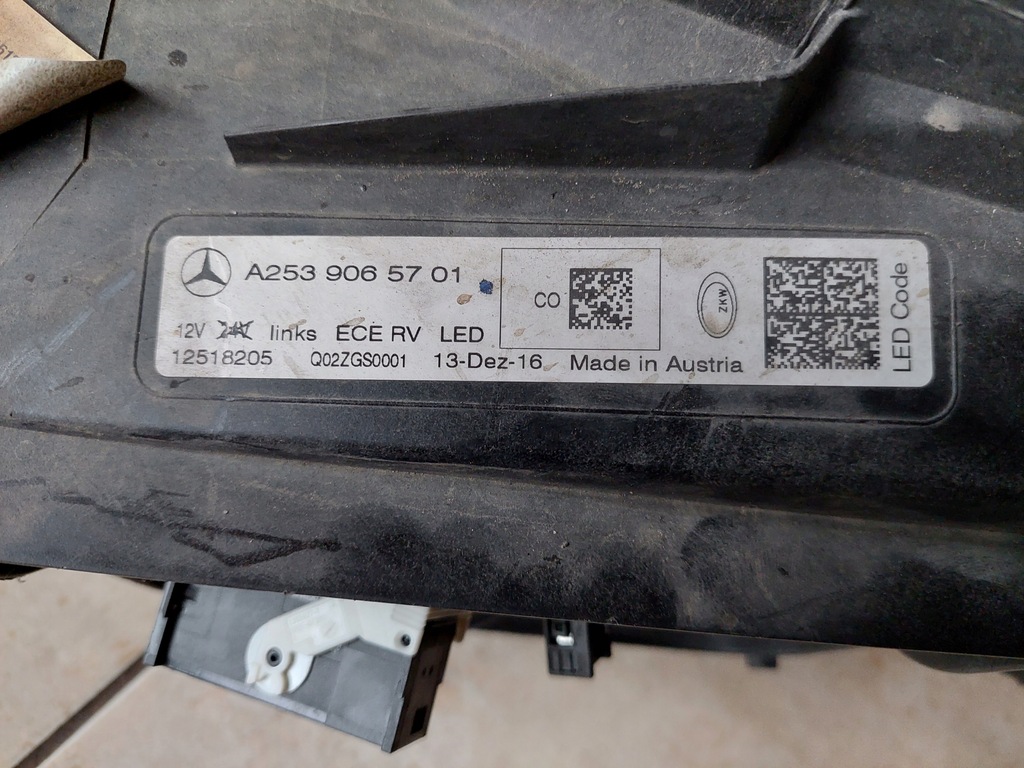 A253 906 57 01
CO
ZKW
12V 24V links ECE RV LED
12518205 Q02ZGS0001 13-Dez-16 Made in Austria
LED Code